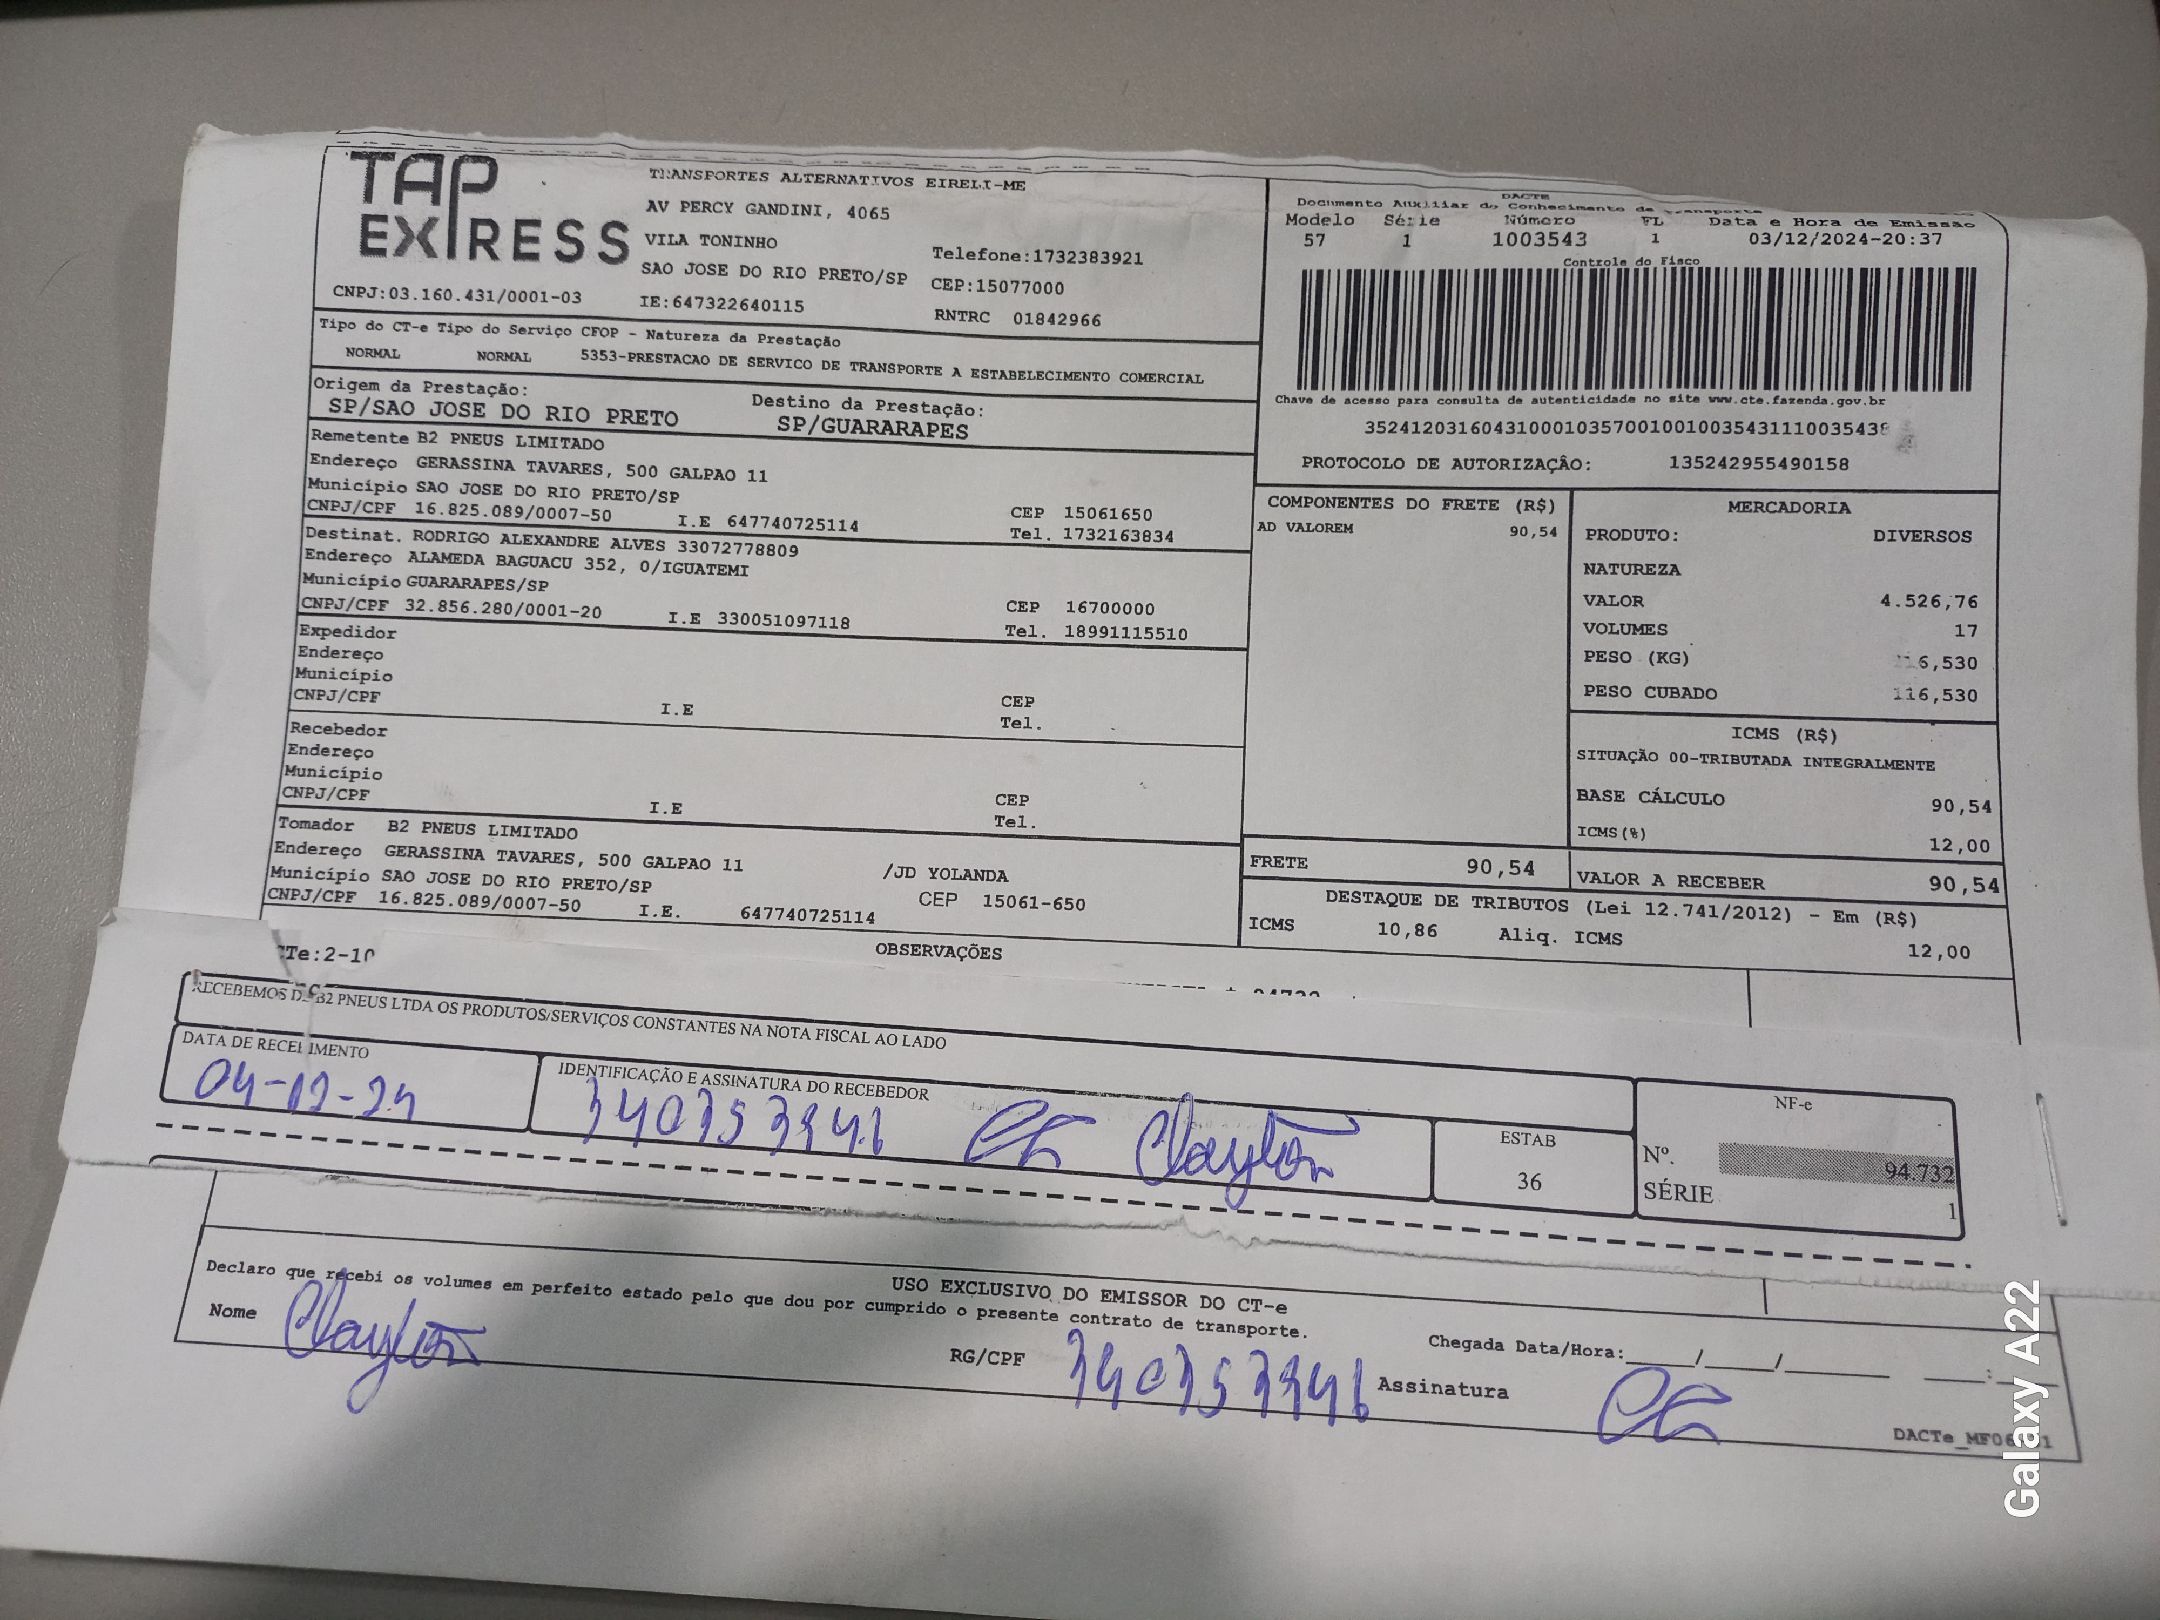 TAP
EXPRESS
TRANSPORTES ALTERNATIVOS EIRELI-ME
AV PERCY GANDINI, 4065
VILA TONINHO
Telefone:1732383921
SAO JOSE DO RIO PRETO/SP
CEP:15077000
CNPJ:03.160.431/0001-03
IE:647322640115
RNTRC 01842966
DACTE
Documento Auxiliar do Conhecimento de Transporte
Modelo Série Número FL Data e Hora de Emissão
57 1 1003543 1 03/12/2024-20:37
Controle do Fisco
Chave de acesso para consulta de autenticidade no site www.cte.fazenda.gov.br
PROTOCOLO DE AUTORIZAÇÂO: 135242955490158
Tipo do CT-e Tipo do Serviço CFOP - Natureza da Prestação
NORMAL NORMAL 5353-PRESTACAO DE SERVICO DE TRANSPORTE A ESTABELECIMENTO COMERCIAL
Origem da Prestação: Destino da Prestação:
SP/SAO JOSE DO RIO PRETO SP/GUARARAPES
Remetente B2 PNEUS LIMITADO
Endereço GERASSINA TAVARES, 500 GALPAO 11
Município SAO JOSE DO RIO PRETO/SP CEP 15061650
CNPJ/CPF 16.825.089/0007-50 I.E 647740725114 Tel. 1732163834
Destinat. RODRIGO ALEXANDRE ALVES 33072778809
Endereço ALAMEDA BAGUACU 352, 0/IGUATEMI
Município GUARARAPES/SP CEP 16700000
CNPJ/CPF 32.856.280/0001-20 I.E 330051097118 Tel. 18991115510
Expedidor
Endereço
Município CEP
CNPJ/CPF I.E Tel.
Recebedor
Endereço
Município CEP
CNPJ/CPF I.E Tel.
Tomador B2 PNEUS LIMITADO
Endereço GERASSINA TAVARES, 500 GALPAO 11 /JD YOLANDA
Município SAO JOSE DO RIO PRETO/SP CEP 15061-650
CNPJ/CPF 16.825.089/0007-50 I.E. 647740725114
COMPONENTES DO FRETE (R$)
AD VALOREM 90,54
MERCADORIA
PRODUTO: DIVERSOS
NATUREZA
VALOR 4.526,76
VOLUMES 17
PESO (KG)
PESO CUBADO 116,530
ICMS (R$)
SITUAÇÃO 00-TRIBUTADA INTEGRALMENTE
BASE CÁLCULO 90,54
ICMS(%) 12,00
FRETE 90,54 VALOR A RECEBER 90,54
DESTAQUE DE TRIBUTOS (Lei 12.741/2012) - Em (R$)
ICMS 10,86 Aliq. ICMS 12,00
OBSERVAÇÕES
RECEBEMOS DE B2 PNEUS LTDA OS PRODUTOS/SERVIÇOS CONSTANTES NA NOTA FISCAL AO LADO
DATA DE RECEBIMENTO IDENTIFICAÇÃO E ASSINATURA DO RECEBEDOR
04-12-24 Clayton
ESTAB
36
NF-e
Nº. 94.732
SÉRIE 1
USO EXCLUSIVO DO EMISSOR DO CT-e
Declaro que recebi os volumes em perfeito estado pelo que dou por cumprido o presente contrato de transporte.
Nome Clayton RG/CPF Assinatura
Chegada Data/Hora:_____/_____/________ ____:____
Galaxy A22